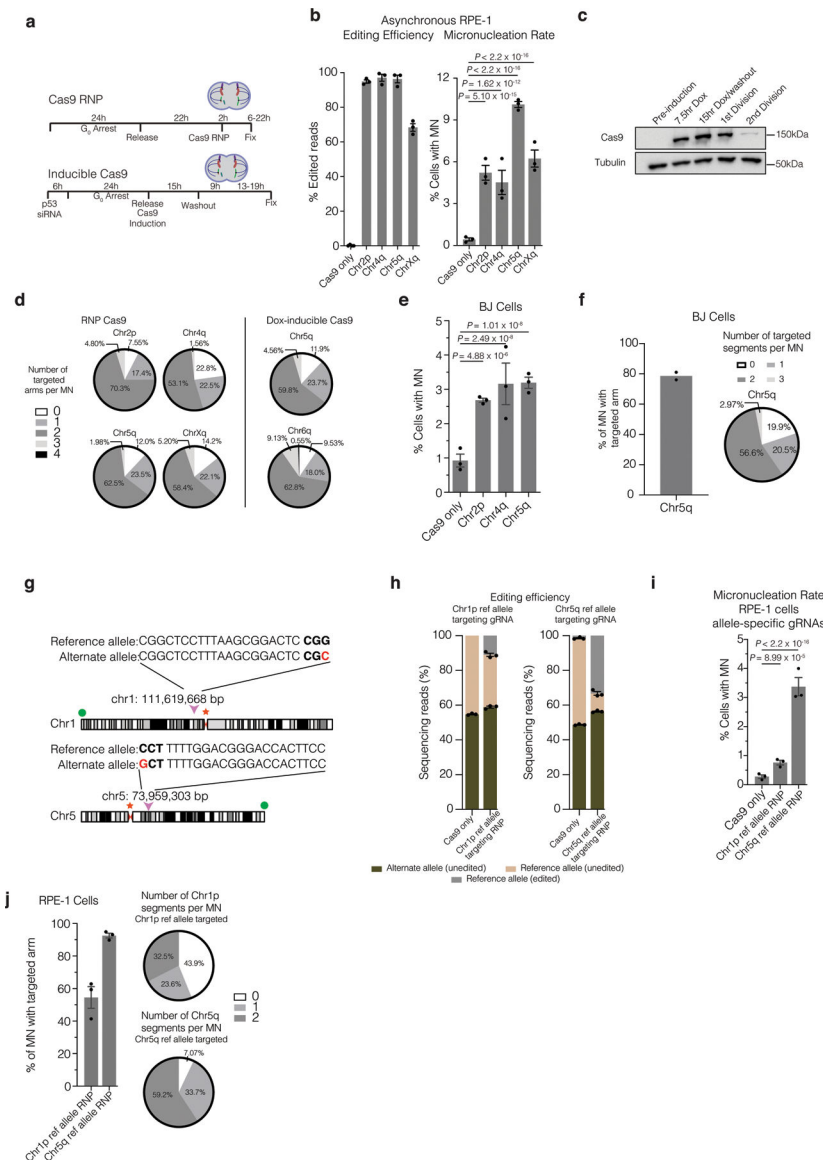 a
Cas9 RNP
24h
22h
2h
6-22h
G0 Arrest
Release
Cas9 RNP
Fix
Inducible Cas9
6h
24h
15h
9h
13-19h
G0 Arrest
p53
siRNA
Release
Cas9
Induction
Washout
Fix
b
Asynchronous RPE-1
Editing Efficiency
% Edited reads
100
80
60
40
20
0
Cas9 only
Chr2p
Chr4q
Chr5q
ChrXq
Micronucleation Rate
P < 2.2 x 10-16
P < 2.2 x 10-16
P = 1.62 x 10-12
P = 5.10 x 10-15
% Cells with MN
12
9
6
3
0
Cas9 only
Chr2p
Chr4q
Chr5q
ChrXq
c
Pre-induction
7.5hr Dox
15hr Dox/washout
1st Division
2nd Division
Cas9
150kDa
Tubulin
50kDa
d
RNP Cas9
Dox-inducible Cas9
Number of
targeted
arms per MN
0
1
2
3
4
Chr2p
4.80%
7.55%
17.4%
70.3%
Chr4q
1.56%
22.8%
22.5%
53.1%
Chr5q
4.56%
11.9%
23.7%
59.8%
Chr5q
1.98%
12.0%
23.5%
62.5%
ChrXq
5.20%
14.2%
22.1%
58.4%
Chr6q
9.13%
0.55%
9.53%
18.0%
62.8%
e
BJ Cells
P = 1.01 x 10-8
P = 2.49 x 10-8
P = 4.88 x 10-6
% Cells with MN
5
4
3
2
1
0
Cas9 only
Chr2p
Chr4q
Chr5q
f
BJ Cells
% of MN with
targeted arm
100
80
60
40
20
0
Chr5q
Number of targeted
segments per MN
0
1
2
3
Chr5q
2.97%
19.9%
20.5%
56.6%
g
Reference allele:CGGCTCCTTTAAGCGGACTC CGG
Alternate allele:CGGCTCCTTTAAGCGGACTC CGC
chr1: 111,619,668 bp
Chr1
Reference allele:CCT TTTTGGACGGGACCACTTCC
Alternate allele:GCT TTTTGGACGGGACCACTTCC
chr5: 73,959,303 bp
Chr5
h
Editing efficiency
Chr1p ref allele
targeting gRNA
Sequencing reads (%)
100
80
60
40
20
0
Cas9 only
Chr1p ref allele
targeting RNP
Chr5q ref allele
targeting gRNA
Sequencing reads (%)
100
80
60
40
20
0
Cas9 only
Chr5q ref allele
targeting RNP
Alternate allele (unedited)
Reference allele (unedited)
Reference allele (edited)
i
Micronucleation Rate
RPE-1 cells
allele-specific gRNAs
P < 2.2 x 10-16
P = 8.99 x 10-5
% Cells with MN
5
4
3
2
1
0
Cas9 only
Chr1p ref allele RNP
Chr5q ref allele RNP
j
RPE-1 Cells
% of MN with targeted arm
100
80
60
40
20
0
Chr1p ref allele RNP
Chr5q ref allele RNP
Number of Chr1p
segments per MN
Chr1p ref allele targeted
32.5%
43.9%
23.6%
0
1
2
Number of Chr5q
segments per MN
Chr5q ref allele targeted
7.07%
33.7%
59.2%